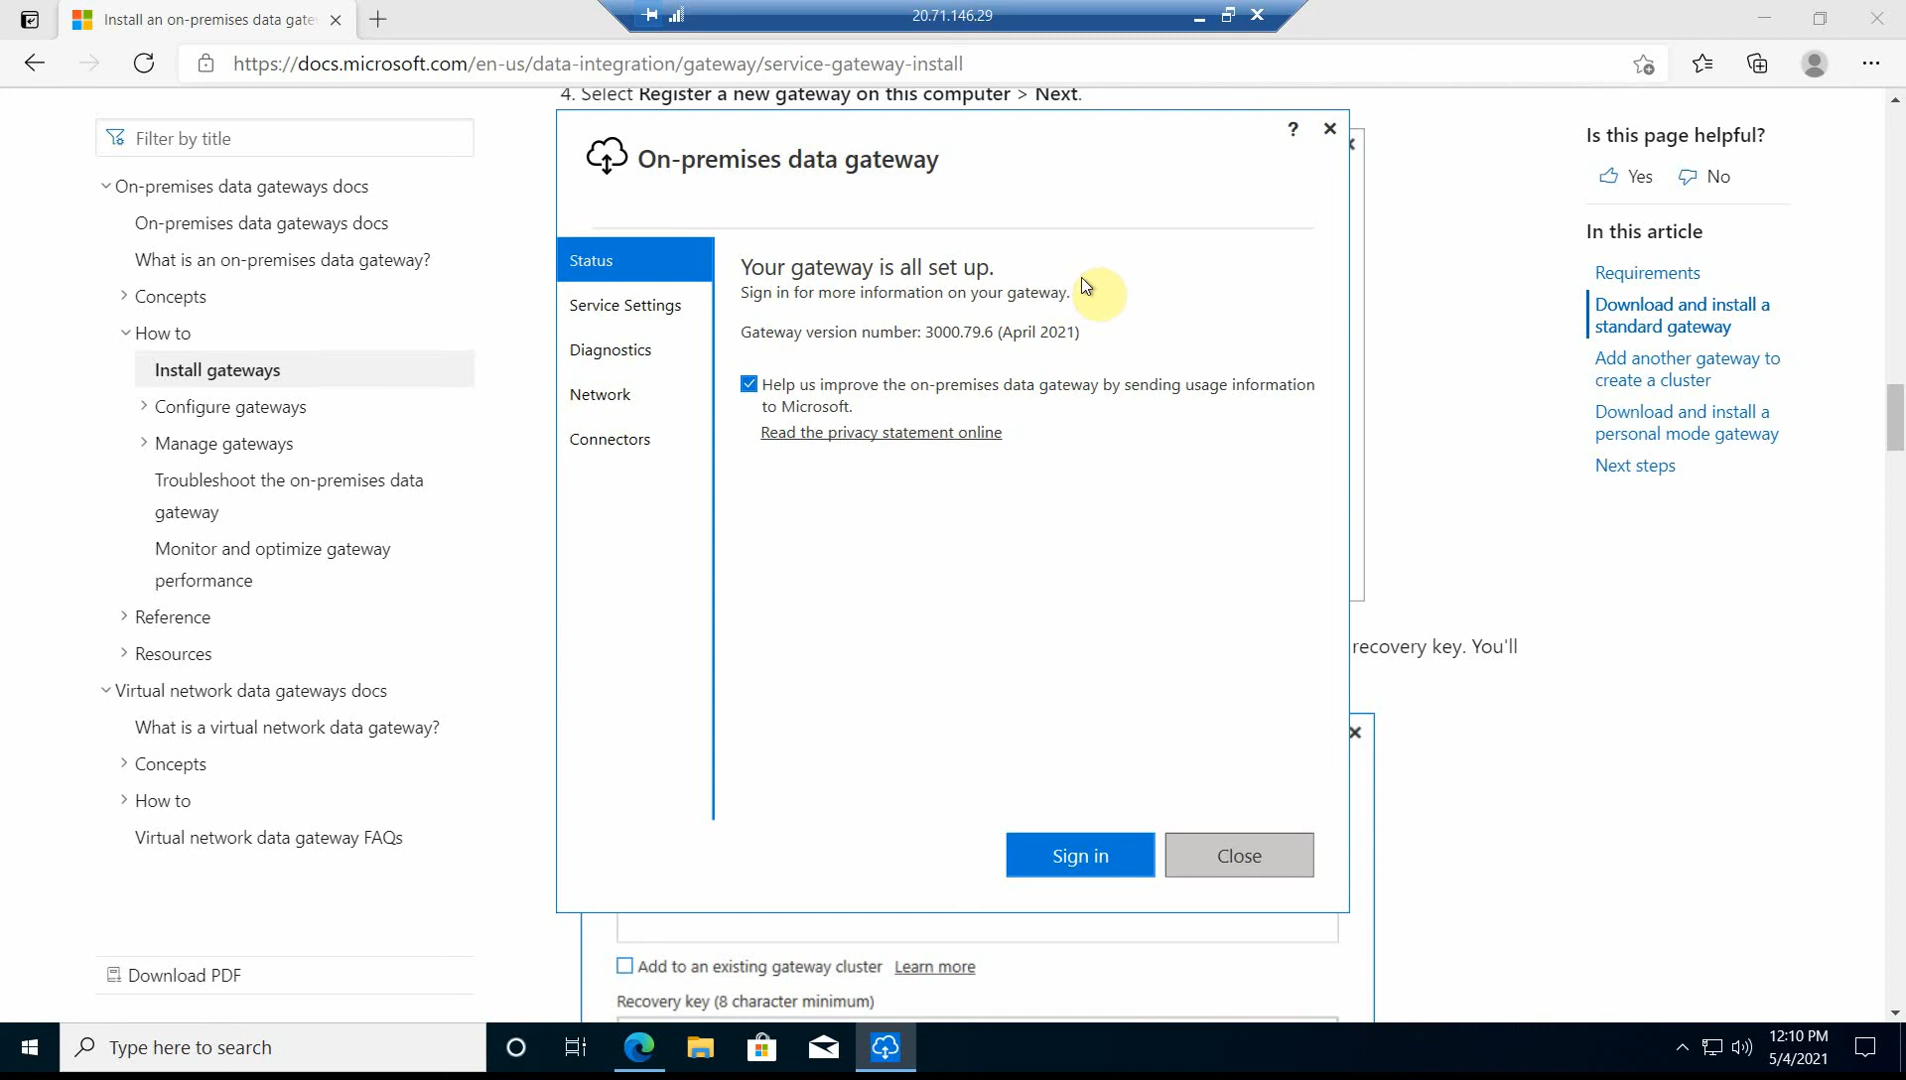 Install an on-premises data gate
20.71.146.29
https://docs.microsoft.com/en-us/data-integration/gateway/service-gateway-install
4. Select Register a new gateway on this computer > Next.
Filter by title
On-premises data gateways docs
On-premises data gateways docs
What is an on-premises data gateway?
Concepts
How to
Install gateways
Configure gateways
Manage gateways
Troubleshoot the on-premises data
gateway
Monitor and optimize gateway
performance
Reference
Resources
Virtual network data gateways docs
What is a virtual network data gateway?
Concepts
How to
Virtual network data gateway FAQs
Download PDF
On-premises data gateway
?
Status
Service Settings
Diagnostics
Network
Connectors
Your gateway is all set up.
Sign in for more information on your gateway.
Gateway version number: 3000.79.6 (April 2021)
Help us improve the on-premises data gateway by sending usage information
to Microsoft.
Read the privacy statement online
Sign in
Close
recovery key. You'll
Add to an existing gateway cluster Learn more
Recovery key (8 character minimum)
Is this page helpful?
Yes No
In this article
Requirements
Download and install a
standard gateway
Add another gateway to
create a cluster
Download and install a
personal mode gateway
Next steps
Type here to search
12:10 PM
5/4/2021